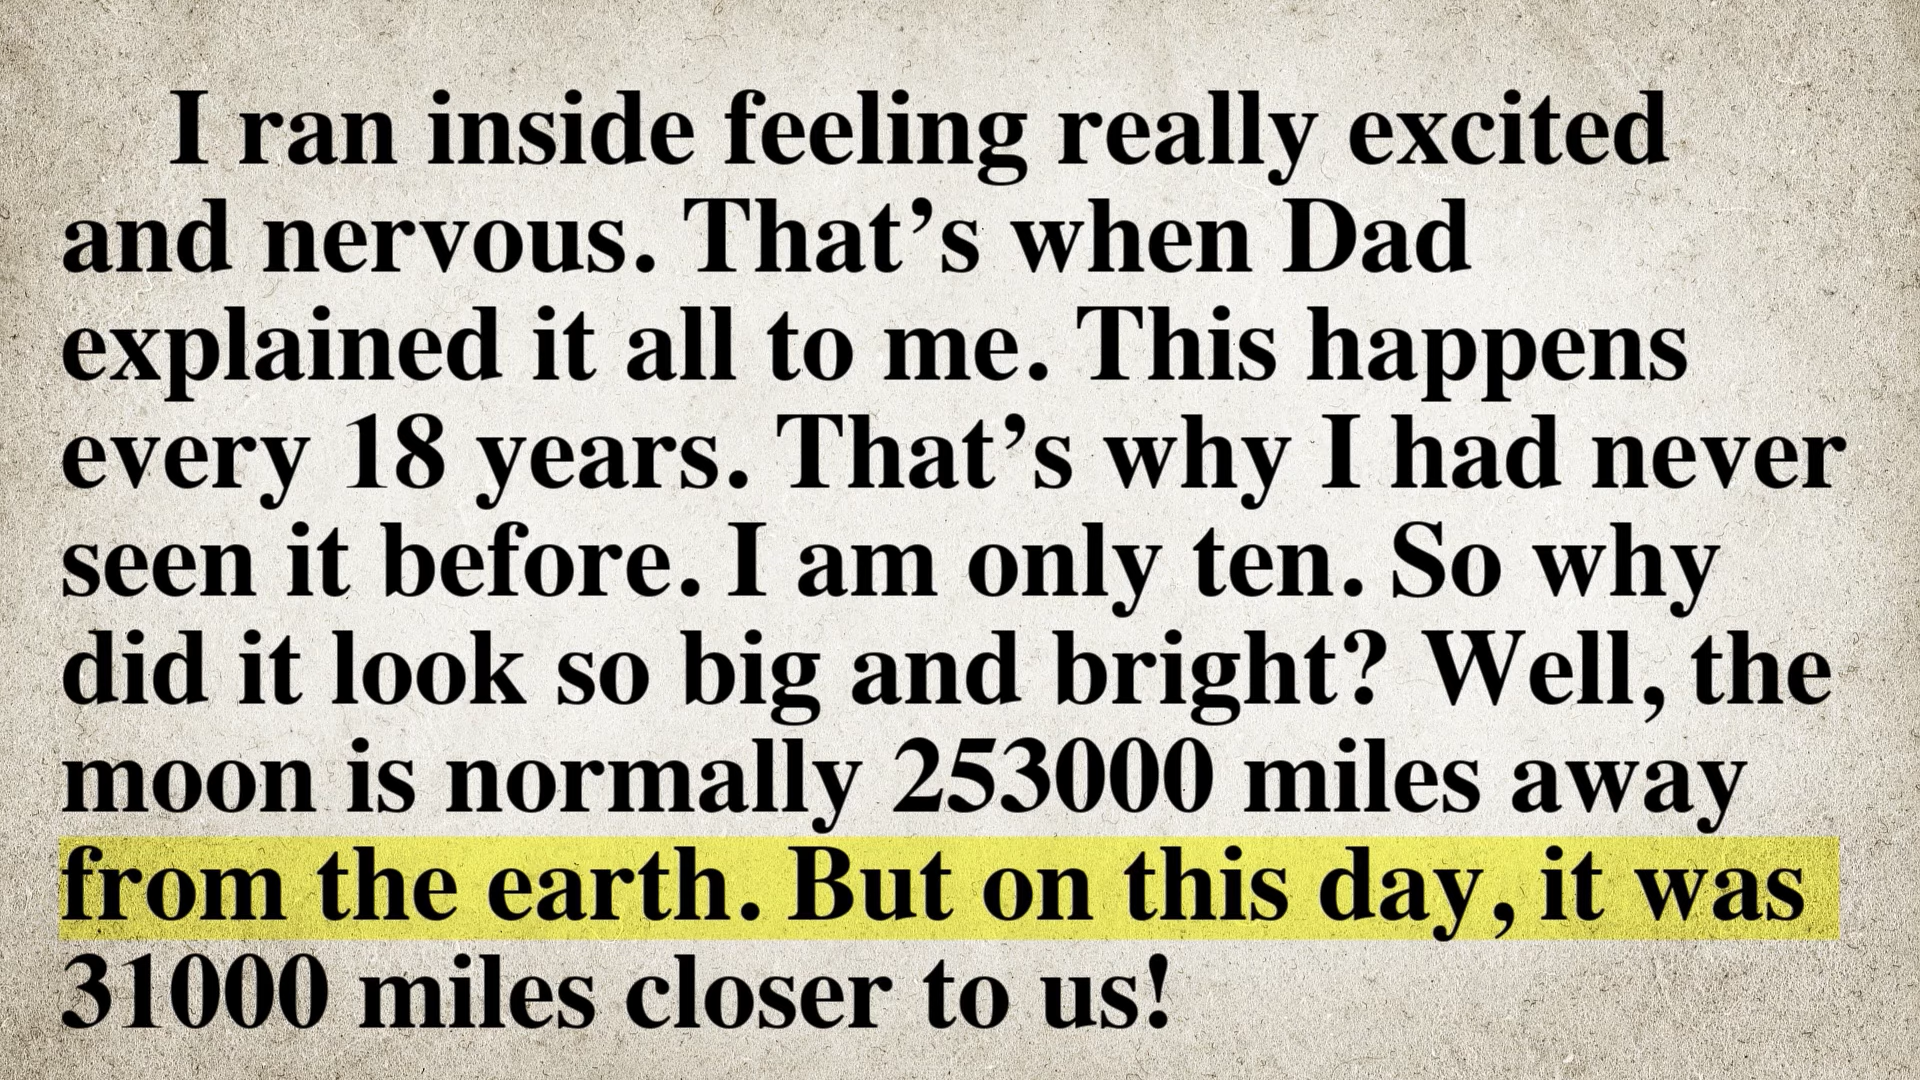 I ran inside feeling really excited
and nervous. That’s when Dad
explained it all to me. This happens
every 18 years. That’s why I had never
seen it before. I am only ten. So why
did it look so big and bright? Well, the
moon is normally 253000 miles away
from the earth. But on this day, it was
31000 miles closer to us!